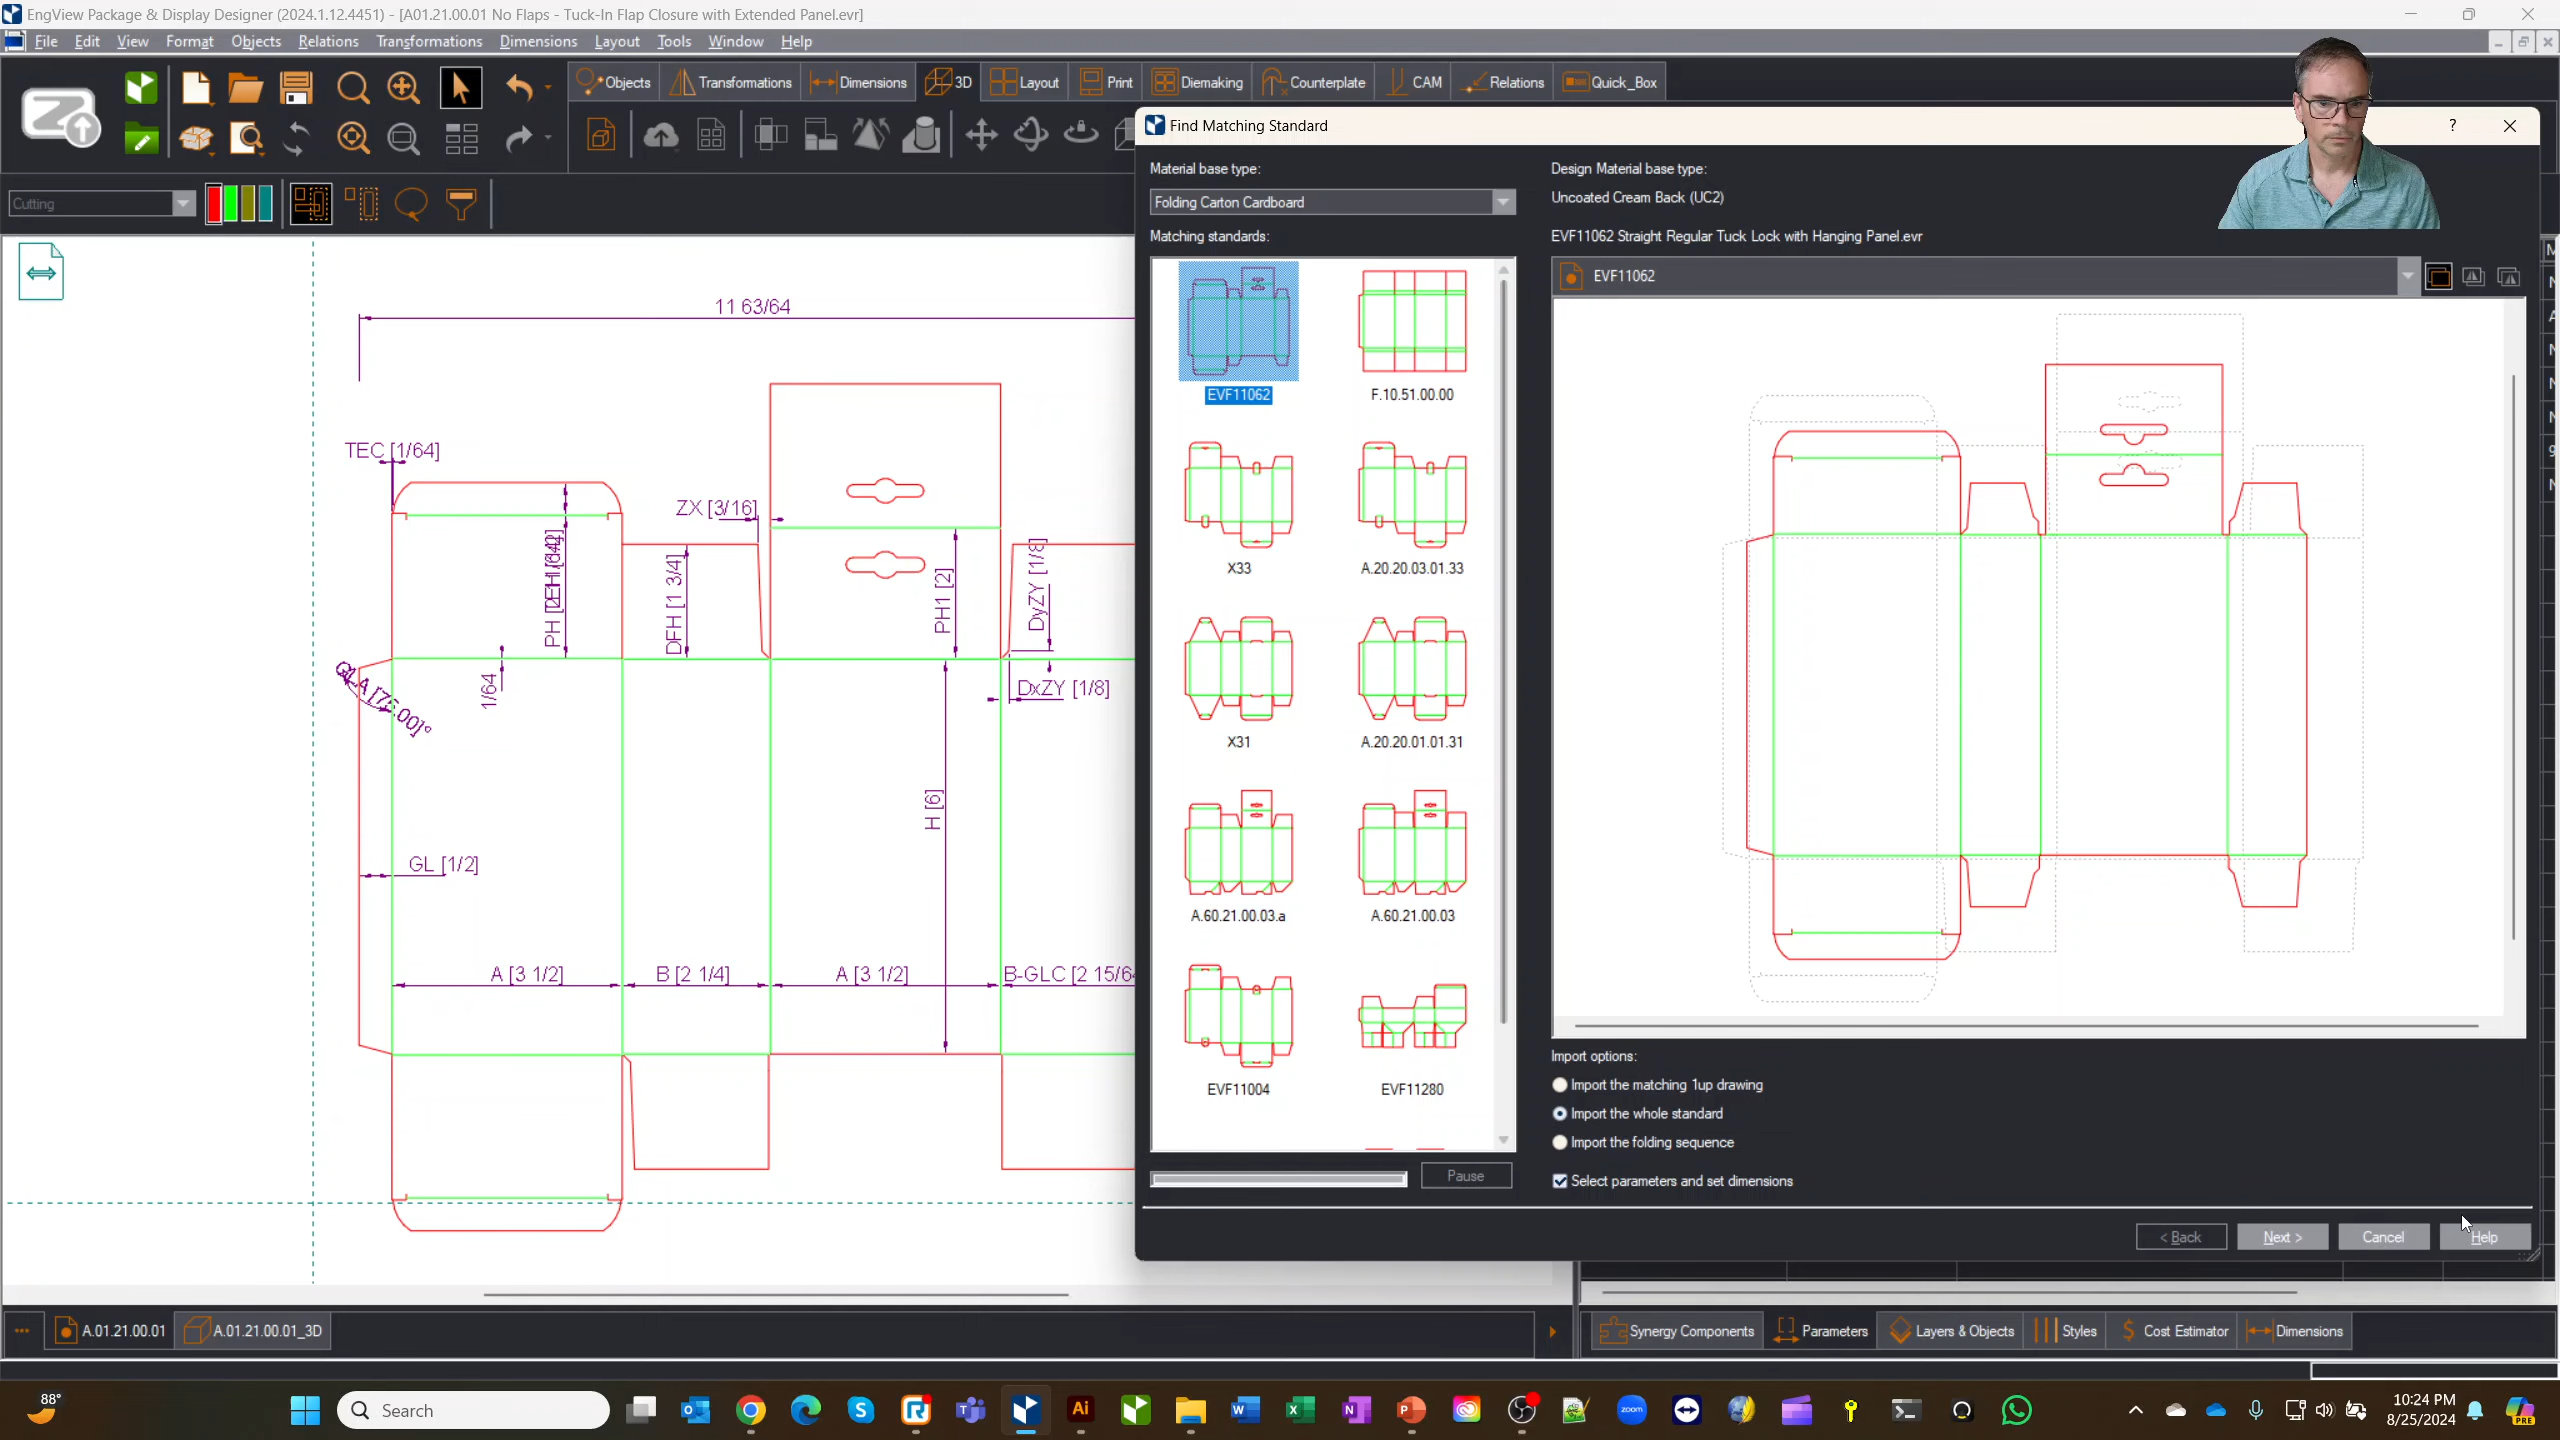 EngView Package & Display Designer (2024.1.12.4451) - [A01.21.00.01 No Flaps - Tuck-In Flap Closure with Extended Panel.evr]
File Edit View Format Objects Relations Transformations Dimensions Layout Tools Window Help
Objects Transformations Dimensions 3D Layout Print Diemaking Counterplate CAM Relations Quick_Box
Cutting
Find Matching Standard
Material base type:
Folding Carton Cardboard
Matching standards:
EVF11062
F.10.51.00.00
X33
A.20.20.03.01.33
X31
A.20.20.01.01.31
A.60.21.00.03.a
A.60.21.00.03
EVF11004
EVF11280
Pause
Design Material base type:
Uncoated Cream Back (UC2)
EVF11062 Straight Regular Tuck Lock with Hanging Panel.evr
EVF11062
Import options:
Import the matching 1up drawing
Import the whole standard
Import the folding sequence
Select parameters and set dimensions
< Back Next > Cancel Help
11 63/64
TEC [1/64]
ZX [3/16]
DFH [1 3/4]
PH1 [2]
DyZY [1/8]
DxZY [1/8]
1/64
H [6]
GL [1/2]
A [3 1/2]
B [2 1/4]
A [3 1/2]
B-GLC [2 15/64
A.01.21.00.01 A.01.21.00.01_3D
Synergy Components Parameters Layers & Objects Styles Cost Estimator Dimensions
88°
Search
zoom
10:24 PM
8/25/2024